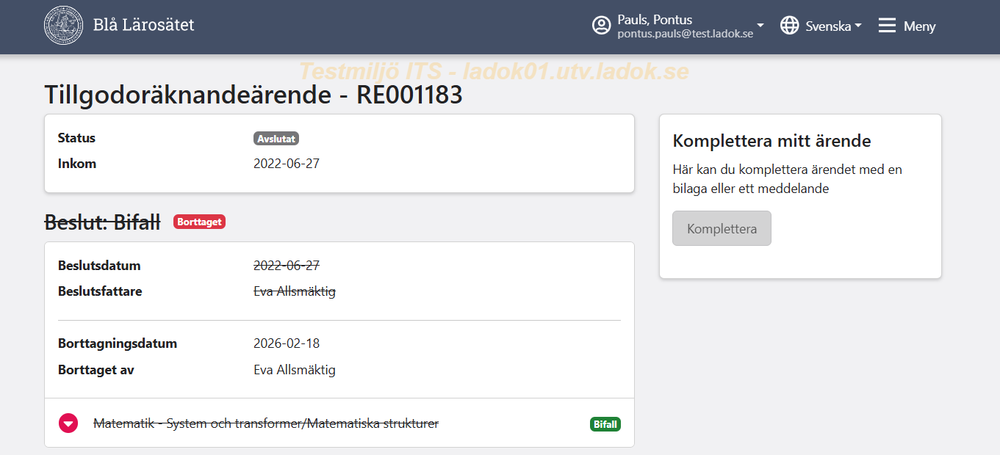 Blå Lärosätet
Pauls, Pontus
pontus.pauls@test.ladok.se
Svenska
Meny
Testmiljö ITS - ladok01.utv.ladok.se
Tillgodoräknandeärende - RE001183
Status Avslutat
Inkom 2022-06-27
Komplettera mitt ärende
Här kan du komplettera ärendet med en
bilaga eller ett meddelande
Komplettera
Beslut: Bifall Borttaget
Beslutsdatum 2022-06-27
Beslutsfattare Eva Allsmäktig
Borttagningsdatum 2026-02-18
Borttaget av Eva Allsmäktig
Matematik - System och transformer/Matematiska strukturer Bifall